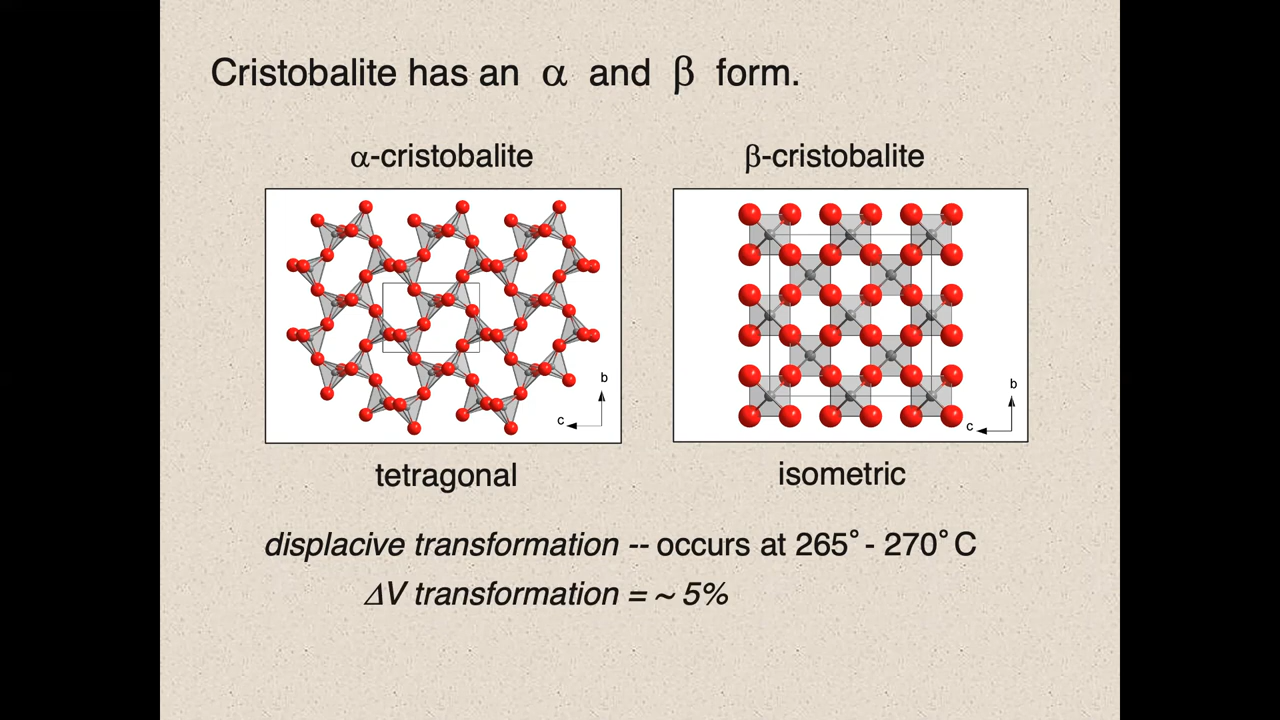 Cristobalite has an α and β form.
α-cristobalite
β-cristobalite
b
c
b
c
tetragonal
isometric
displacive transformation -- occurs at 265° - 270° C
ΔV transformation = ~ 5%